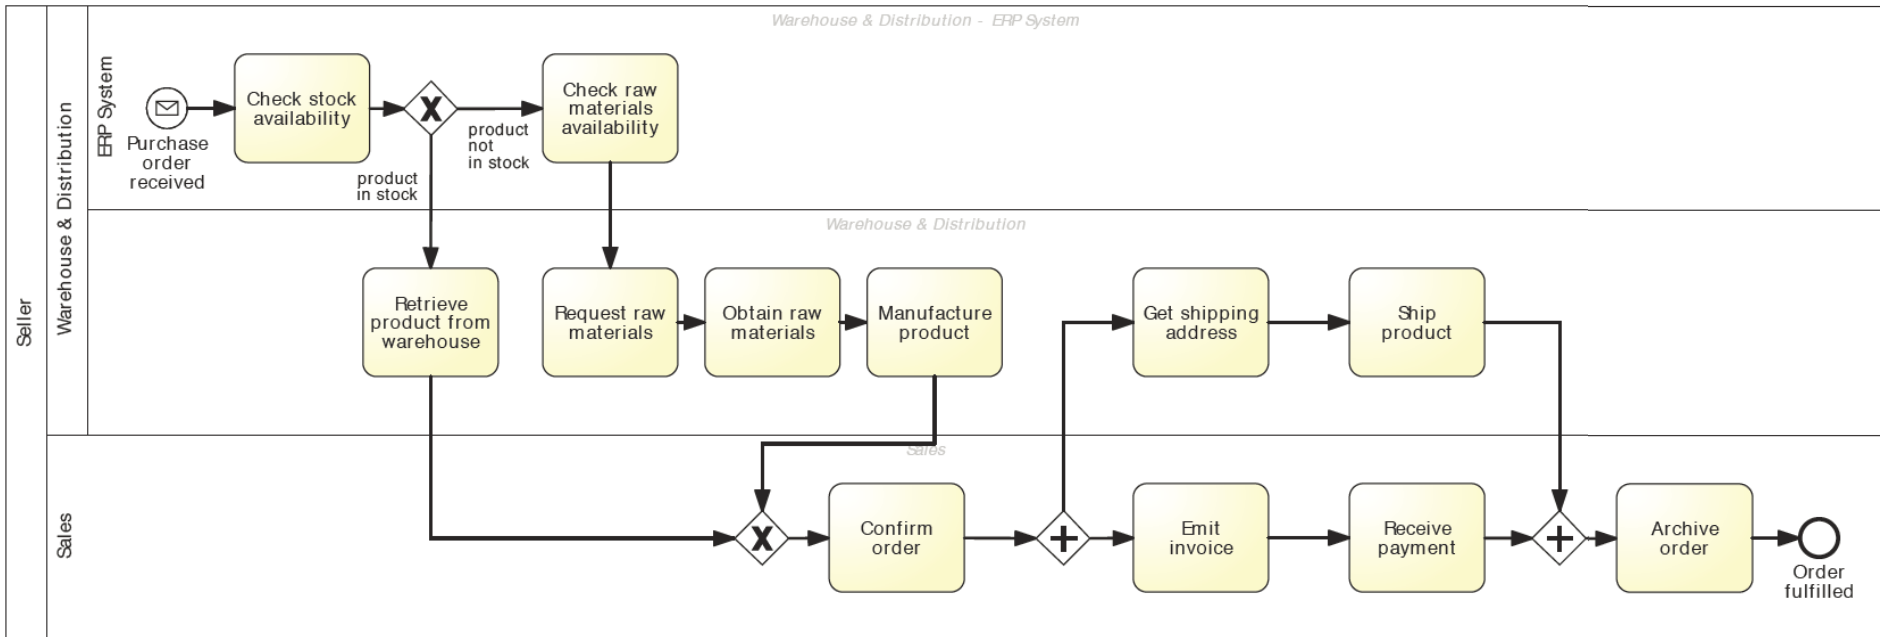 Warehouse & Distribution - ERP System
Seller
Warehouse & Distribution
ERP System
Purchase
order
received
Check stock
availability
X
product
not
in stock
product
in stock
Check raw
materials
availability
Warehouse & Distribution
Retrieve
product from
warehouse
Request raw
materials
Obtain raw
materials
Manufacture
product
Get shipping
address
Ship
product
Sales
Sales
X
Confirm
order
Emit
invoice
Receive
payment
Archive
order
Order
fulfilled